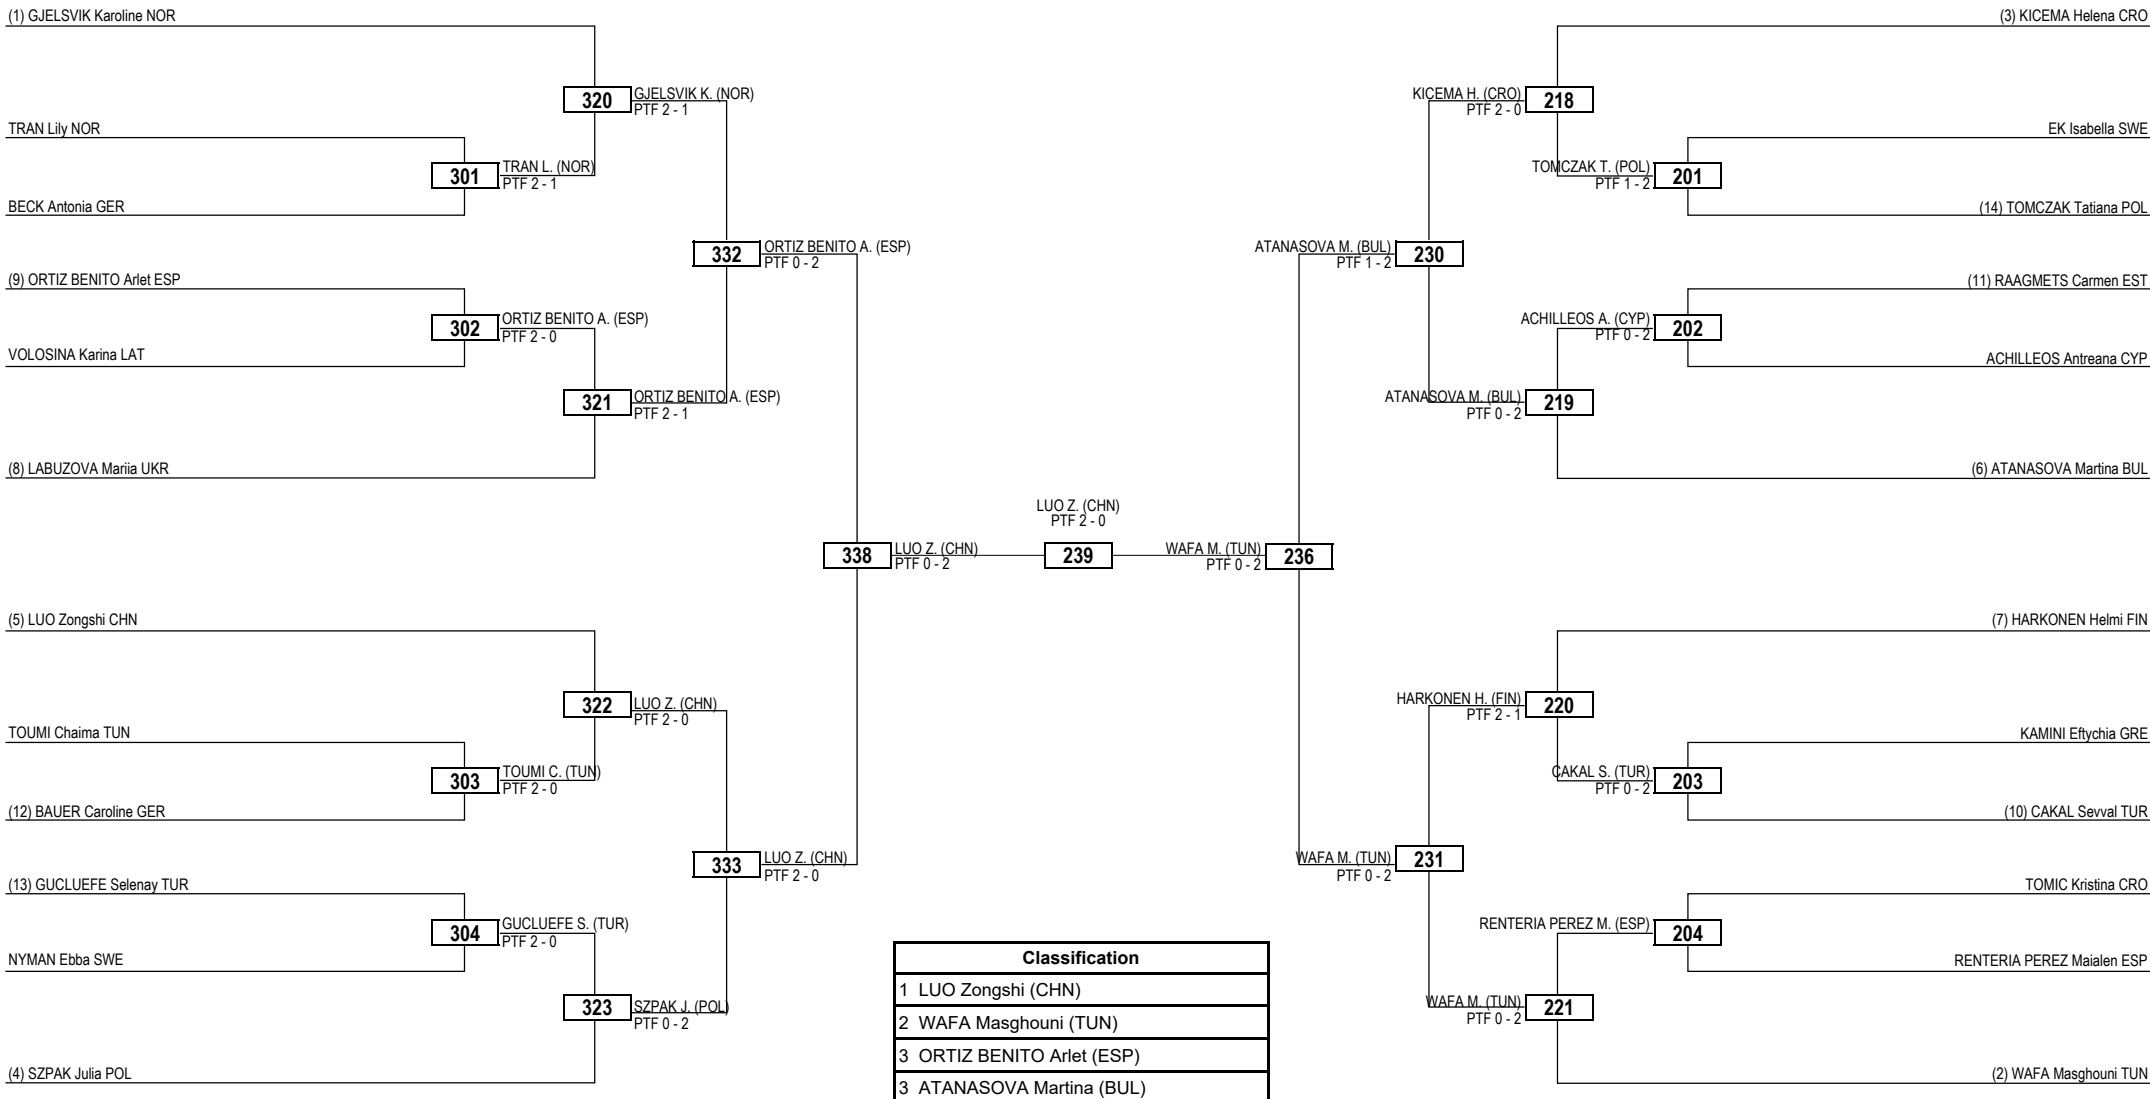 (1) GJELSVIK Karoline NOR
(3) KICEMA Helena CRO
320
GJELSVIK K. (NOR)
PTF 2 - 1
KICEMA H. (CRO)
PTF 2 - 0
218
TRAN Lily NOR
EK Isabella SWE
301
TRAN L. (NOR)
PTF 2 - 1
TOMCZAK T. (POL)
PTF 1 - 2
201
BECK Antonia GER
(14) TOMCZAK Tatiana POL
332
ORTIZ BENITO A. (ESP)
PTF 0 - 2
ATANASOVA M. (BUL)
PTF 1 - 2
230
(9) ORTIZ BENITO Arlet ESP
(11) RAAGMETS Carmen EST
302
ORTIZ BENITO A. (ESP)
PTF 2 - 0
ACHILLEOS A. (CYP)
PTF 0 - 2
202
VOLOSINA Karina LAT
ACHILLEOS Antreana CYP
321
ORTIZ BENITO A. (ESP)
PTF 2 - 1
ATANASOVA M. (BUL)
PTF 0 - 2
219
(8) LABUZOVA Mariia UKR
(6) ATANASOVA Martina BUL
LUO Z. (CHN)
PTF 2 - 0
338
LUO Z. (CHN)
PTF 0 - 2
239
WAFA M. (TUN)
PTF 0 - 2
236
(5) LUO Zongshi CHN
(7) HARKONEN Helmi FIN
322
LUO Z. (CHN)
PTF 2 - 0
HARKONEN H. (FIN)
PTF 2 - 1
220
TOUMI Chaima TUN
KAMINI Eftychia GRE
303
TOUMI C. (TUN)
PTF 2 - 0
CAKAL S. (TUR)
PTF 0 - 2
203
(12) BAUER Caroline GER
(10) CAKAL Sevval TUR
333
LUO Z. (CHN)
PTF 2 - 0
WAFA M. (TUN)
PTF 0 - 2
231
(13) GUCLUEFE Selenay TUR
TOMIC Kristina CRO
304
GUCLUEFE S. (TUR)
PTF 2 - 0
RENTERIA PEREZ M. (ESP)
204
NYMAN Ebba SWE
RENTERIA PEREZ Maialen ESP
323
SZPAK J. (POL)
PTF 0 - 2
WAFA M. (TUN)
PTF 0 - 2
221
(4) SZPAK Julia POL
(2) WAFA Masghouni TUN
Classification
1 LUO Zongshi (CHN)
2 WAFA Masghouni (TUN)
3 ORTIZ BENITO Arlet (ESP)
3 ATANASOVA Martina (BUL)